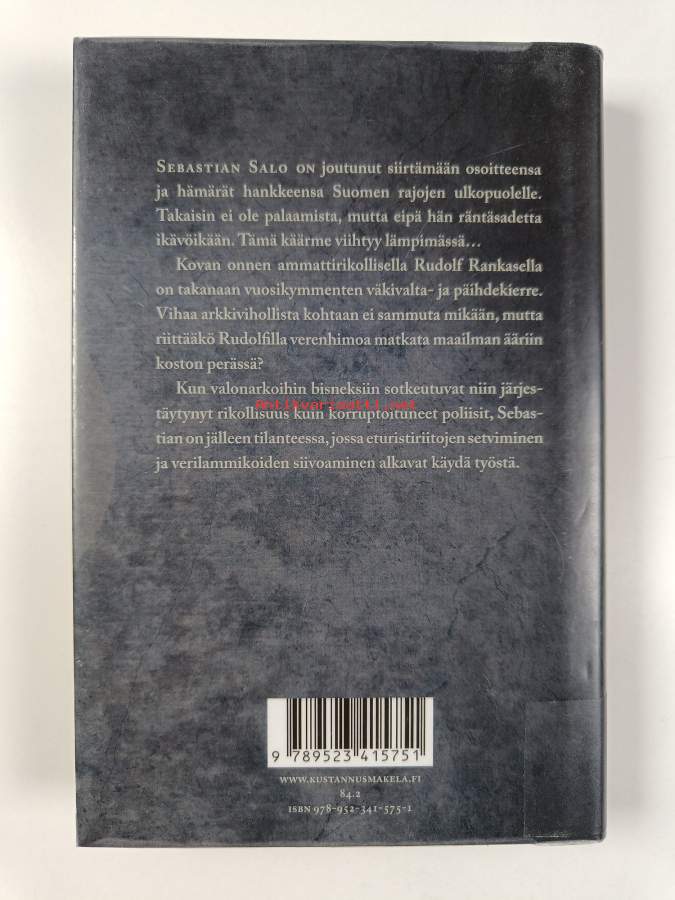 SEBASTIAN SALO ON joutunut siirtämään osoitteensa
ja hämärät hankkeensa Suomen rajojen ulkopuolelle.
Takaisin ei ole palaamista, mutta eipä hän räntäsadetta
ikävöikään. Tämä käärme viihtyy lämpimässä...
Kovan onnen ammattirikollisella Rudolf Rankasella
on takanaan vuosikymmenten väkivalta- ja päihdekierre.
Vihaa arkkivihollista kohtaan ei sammuta mikään, mutta
riittääkö Rudolfilla verenhimoa matkata maailman ääriin
koston perässä?
Kun valonarkoihin bisneksiin sotkeutuvat niin järjes-
Antikvariaatti.net
täytynyt rikollisuus kuin korruptoituneet poliisit, Sebas-
tian on jälleen tilanteessa, jossa eturistiriitojen setviminen
ja verilammikoiden siivoaminen alkavat käydä työstä.
9 789523 415751
WWW.KUSTANNUSMAKELA.FI
84.2
ISBN 978-952-341-575-1